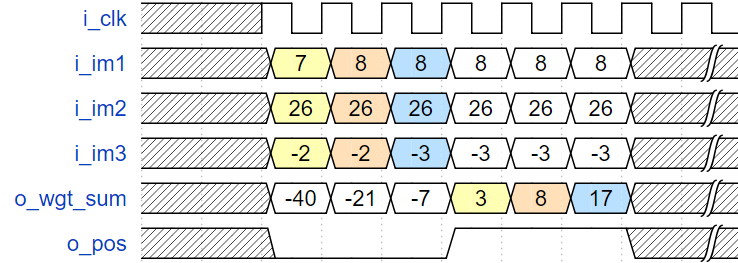 i_clk
i_im1 7 8 8 8 8 8
i_im2 26 26 26 26 26 26
i_im3 -2 -2 -3 -3 -3 -3
o_wgt_sum -40 -21 -7 3 8 17
o_pos